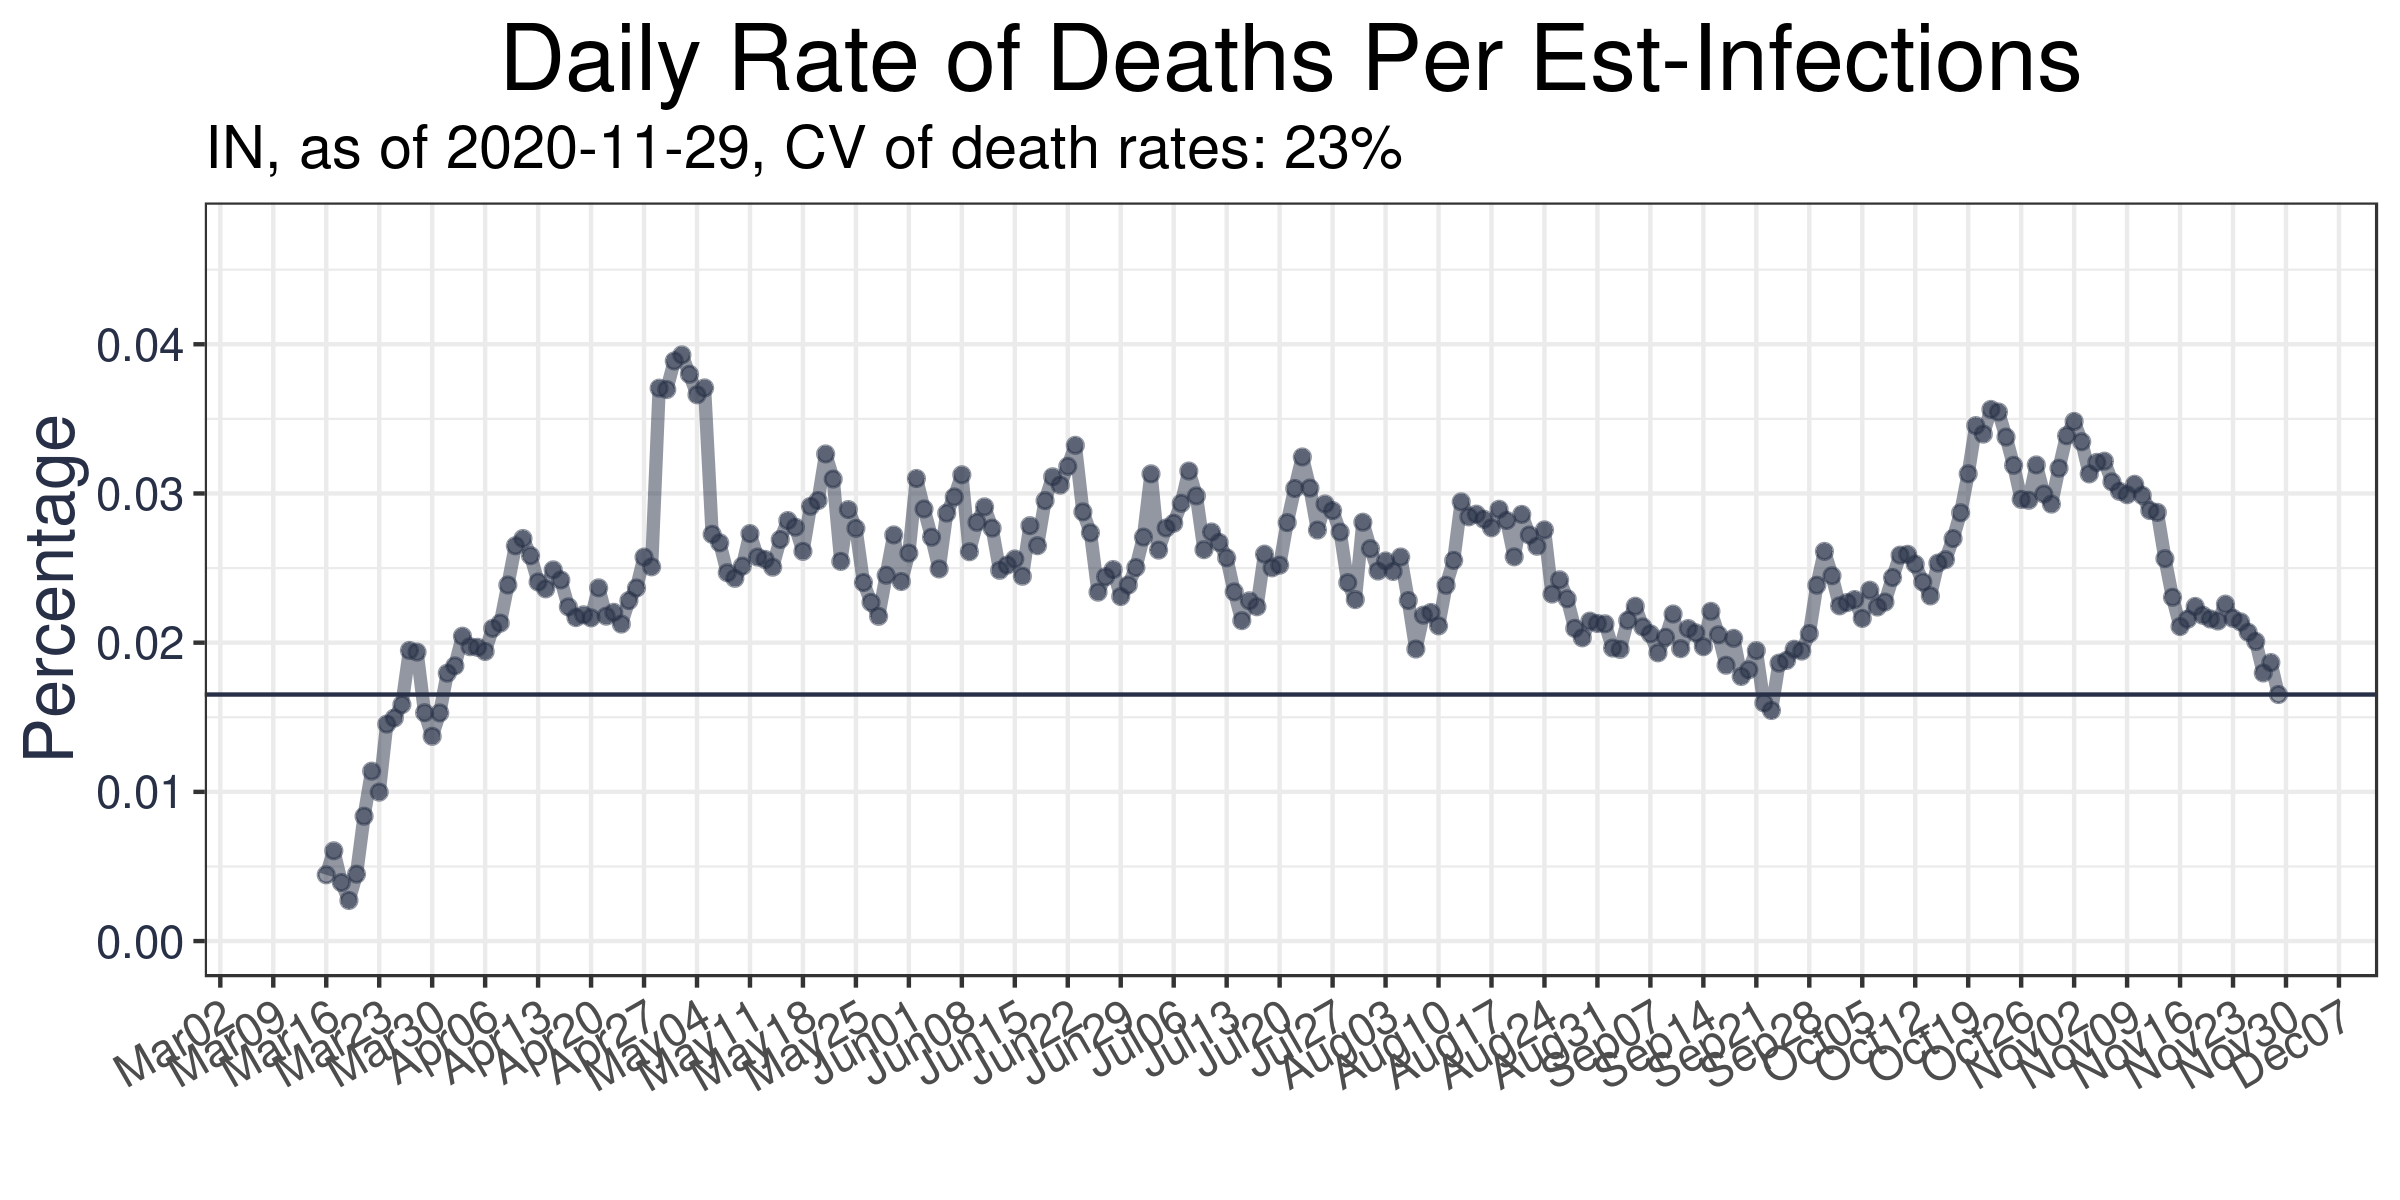 Daily Rate of Deaths Per Est-Infections
IN, as of 2020-11-29, CV of death rates: 23%
Percentage
0.04
0.03
0.02
0.01
0.00
Mar02
Mar09
Mar16
Mar23
Mar30
Apr06
Apr13
Apr20
Apr27
May04
May11
May18
May25
Jun01
Jun08
Jun15
Jun22
Jun29
Jul06
Jul13
Jul20
Jul27
Aug03
Aug10
Aug17
Aug24
Aug31
Sep07
Sep14
Sep21
Sep28
Oct05
Oct12
Oct19
Oct26
Nov02
Nov09
Nov16
Nov23
Nov30
Dec07